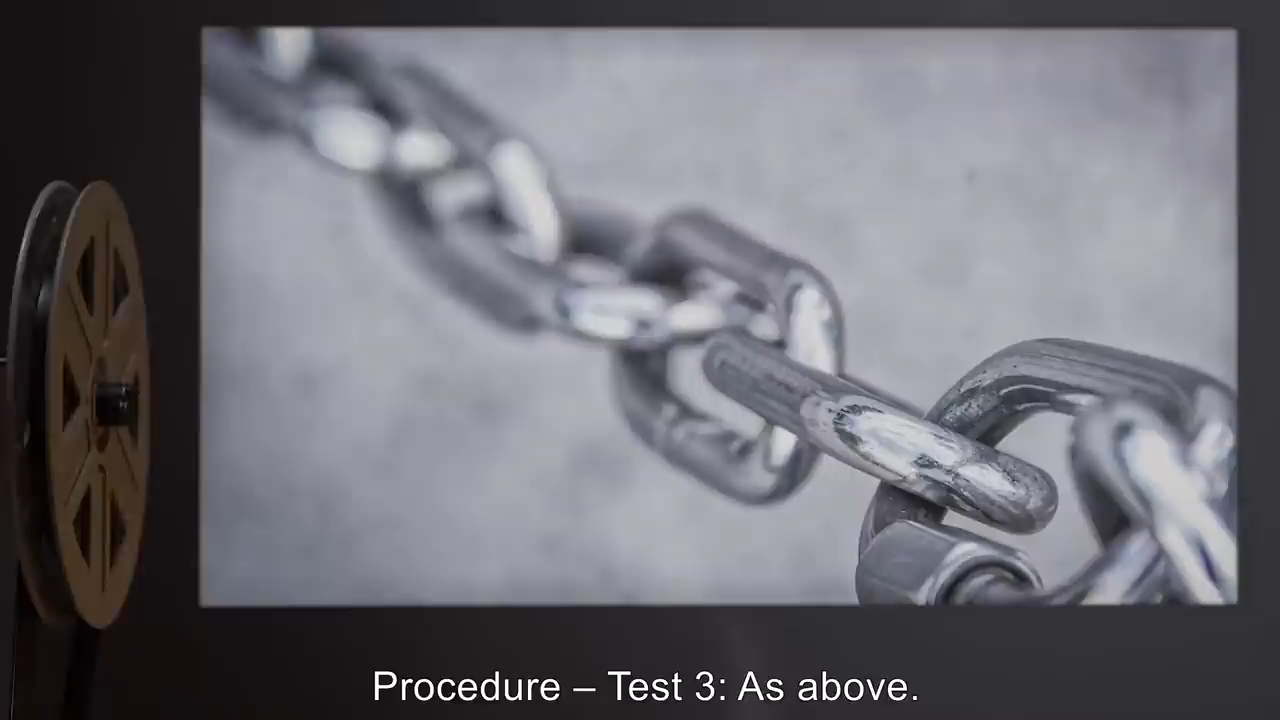 Procedure – Test 3: As above.